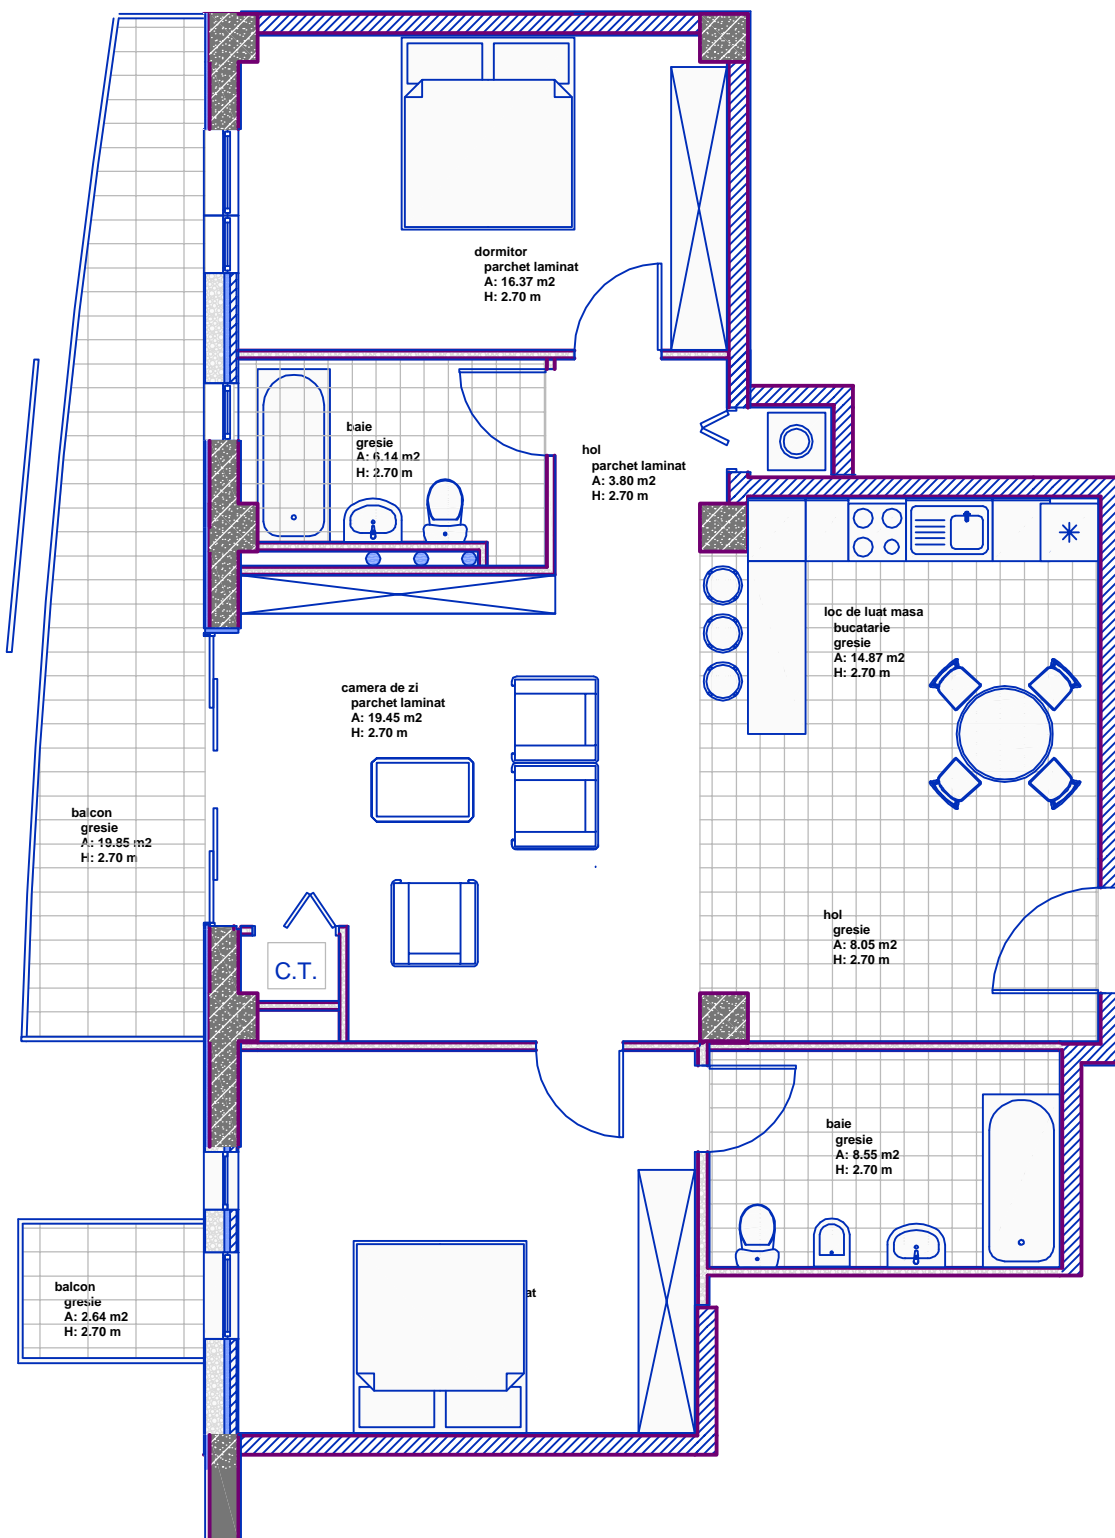 dormitor
parchet laminat
A: 16.37 m2
H: 2.70 m
baie
gresie
A: 6.14 m2
H: 2.70 m
hol
parchet laminat
A: 3.80 m2
H: 2.70 m
loc de luat masa
bucatarie
gresie
A: 14.87 m2
H: 2.70 m
camera de zi
parchet laminat
A: 19.45 m2
H: 2.70 m
balcon
gresie
A: 19.85 m2
H: 2.70 m
hol
gresie
A: 8.05 m2
H: 2.70 m
C.T.
baie
gresie
A: 8.55 m2
H: 2.70 m
balcon
gresie
A: 2.64 m2
H: 2.70 m